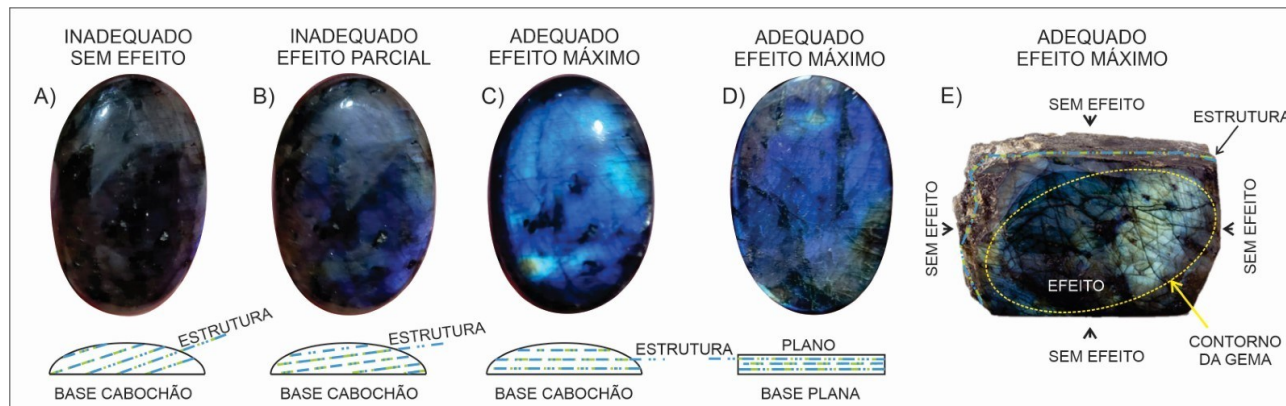 INADEQUADO
SEM EFEITO
A)
INADEQUADO
EFEITO PARCIAL
B)
ADEQUADO
EFEITO MÁXIMO
C)
ADEQUADO
EFEITO MÁXIMO
D)
ADEQUADO
EFEITO MÁXIMO
E)
SEM EFEITO
ESTRUTURA
SEM EFEITO
SEM EFEITO
EFEITO
SEM EFEITO
CONTORNO
DA GEMA
ESTRUTURA
BASE CABOCHÃO
ESTRUTURA
BASE CABOCHÃO
ESTRUTURA
BASE CABOCHÃO
PLANO
BASE PLANA